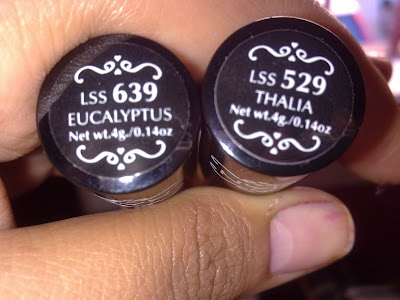 LSS 639
EUCALYPTUS
Net wt.4g./0.14oz
LSS 529
THALIA
Net wt.4g./0.14oz